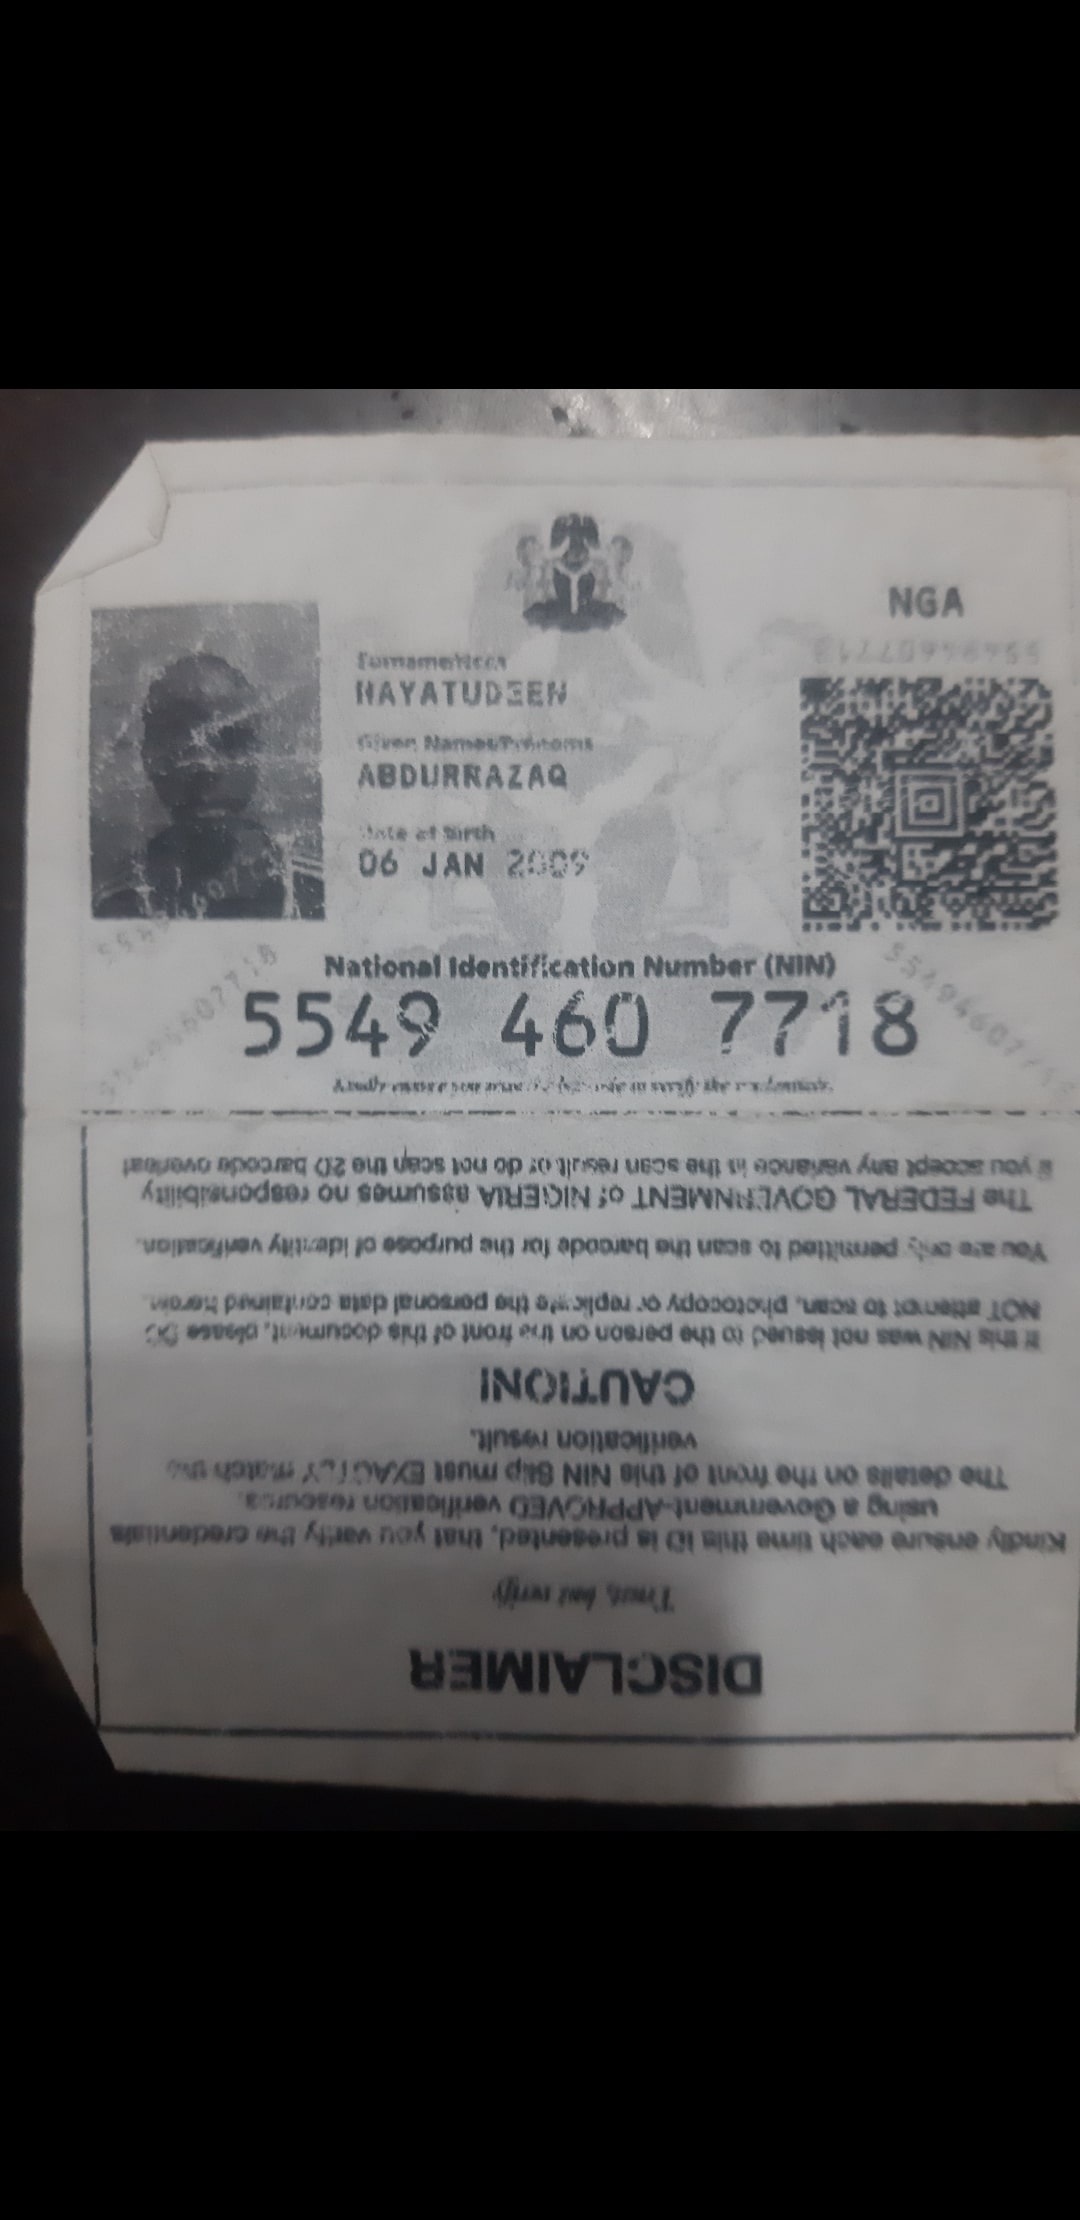 NGA
HAYATUDEEN
ABDURRAZAQ
Date of Birth
06 JAN 2009
National Identification Number (NIN)
5549 460 7718
DISCLAIMER
Trust, but verify
Kindly ensure each time this ID is presented, that you verify the credentials
using a Government-APPROVED verification resource.
The details on the front of this NIN Slip must EXACTLY match the
verification result.
CAUTION!
If this NIN was not issued to the person on the front of this document, please DO
NOT attempt to scan, photocopy or replicate the personal data contained herein.
You are only permitted to scan the barcode for the purpose of identity verification.
The FEDERAL GOVERNMENT of NIGERIA assumes no responsibility
if you accept any variance in the scan result or do not scan the 2D barcode overleaf